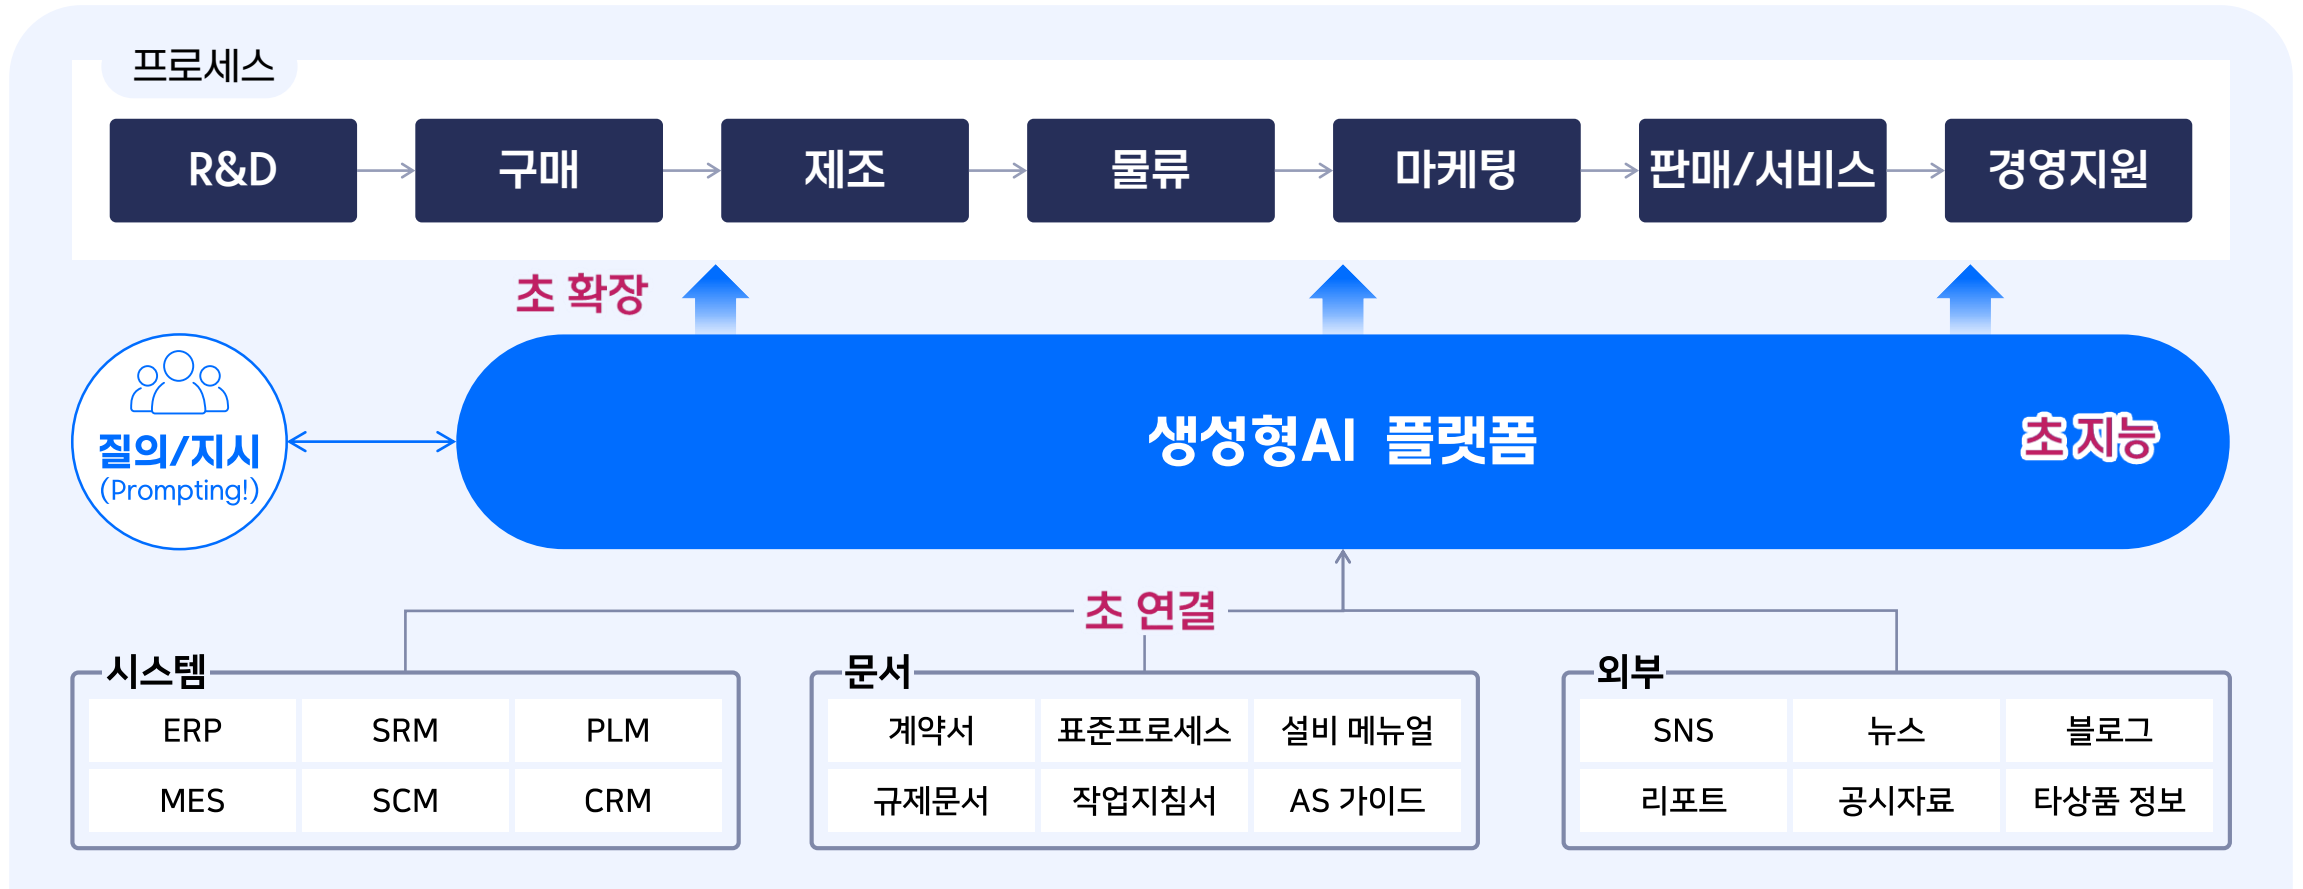 프로세스
R&D
구매
제조
물류
마케팅
판매/서비스
경영지원
초 확장
질의/지시
(Prompting!)
생성형AI 플랫폼
초 지능
초 연결
시스템
ERP
SRM
PLM
MES
SCM
CRM
문서
계약서
표준프로세스
설비 메뉴얼
규제문서
작업지침서
AS 가이드
외부
SNS
뉴스
블로그
리포트
공시자료
타상품 정보